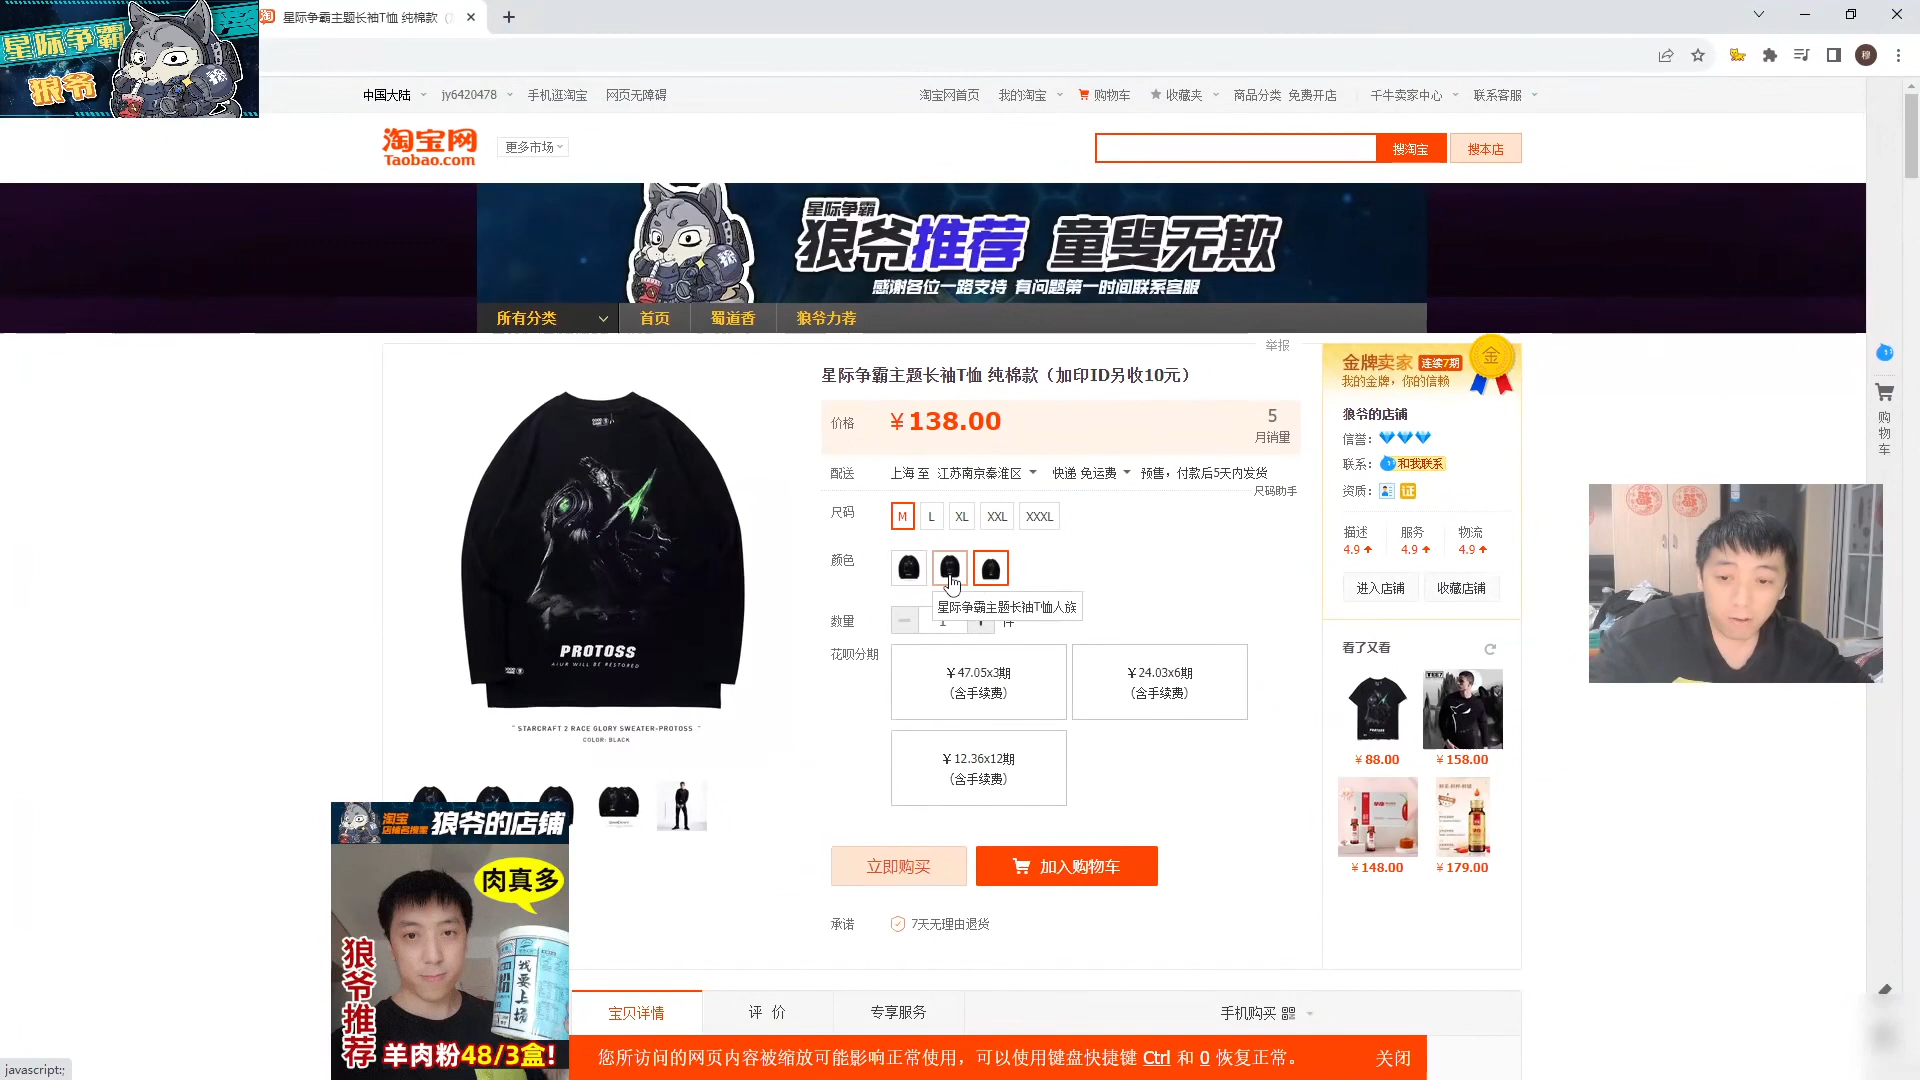 星际争霸
狼爷
星际争霸主题长袖T恤 纯棉款（
中国大陆
jy6420478
手机逛淘宝
网页无障碍
淘宝网首页
我的淘宝
购物车
收藏夹
商品分类
免费开店
千牛卖家中心
联系客服
淘宝网
Taobao.com
更多市场
搜淘宝
搜本店
星际争霸
狼爷推荐 童叟无欺
感谢各位一路支持 有问题第一时间联系客服
所有分类
首页
蜀道香
狼爷力荐
举报
星际争霸主题长袖T恤 纯棉款（加印ID另收10元）
价格
¥138.00
5
月销量
配送
上海 至 江苏南京秦淮区
快递 免运费
预售，付款后5天内发货
尺码助手
尺码
M
L
XL
XXL
XXXL
颜色
星际争霸主题长袖T恤人族
数量
1
件
花呗分期
￥47.05x3期
（含手续费）
￥24.03x6期
（含手续费）
￥12.36x12期
（含手续费）
立即购买
加入购物车
承诺
7天无理由退货
PROTOSS
AIUR WILL BE RESTORED
" STARCRAFT 2 RACE GLORY SWEATER-PROTOSS "
COLOR: BLACK
金牌卖家
连续7期
金
我的金牌，你的信赖
狼爷的店铺
信誉：
联系：
和我联系
资质：
证
描述
服务
物流
4.9
4.9
4.9
进入店铺
收藏店铺
看了又看
¥ 88.00
¥ 158.00
¥ 148.00
¥ 179.00
购物车
淘宝
店铺名搜索
狼爷的店铺
肉真多
狼爷推荐
我要上场
羊肉粉48/3盒!
宝贝详情
评 价
专享服务
手机购买
您所访问的网页内容被缩放可能影响正常使用，可以使用键盘快捷键 Ctrl 和 0 恢复正常。
关闭
javascript:;